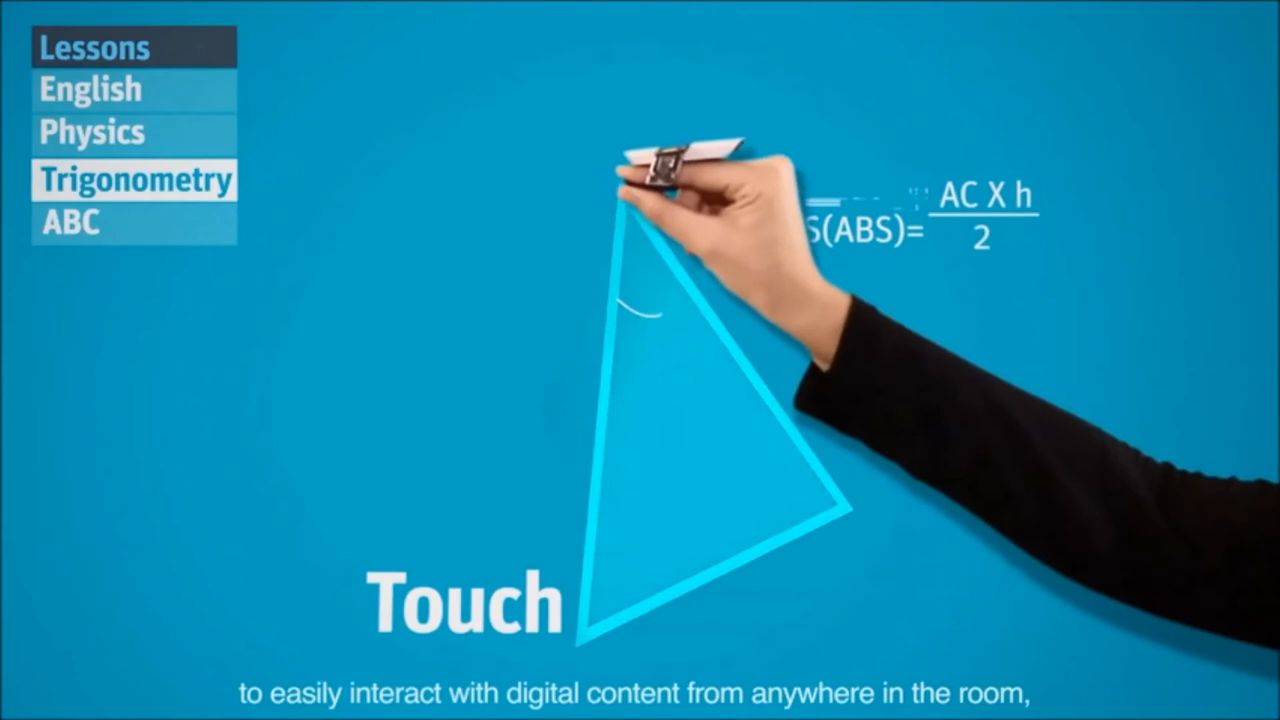 Lessons
English
Physics
Trigonometry
ABC
AC X h
S(ABS)=
2
Touch
to easily interact with digital content from anywhere in the room,